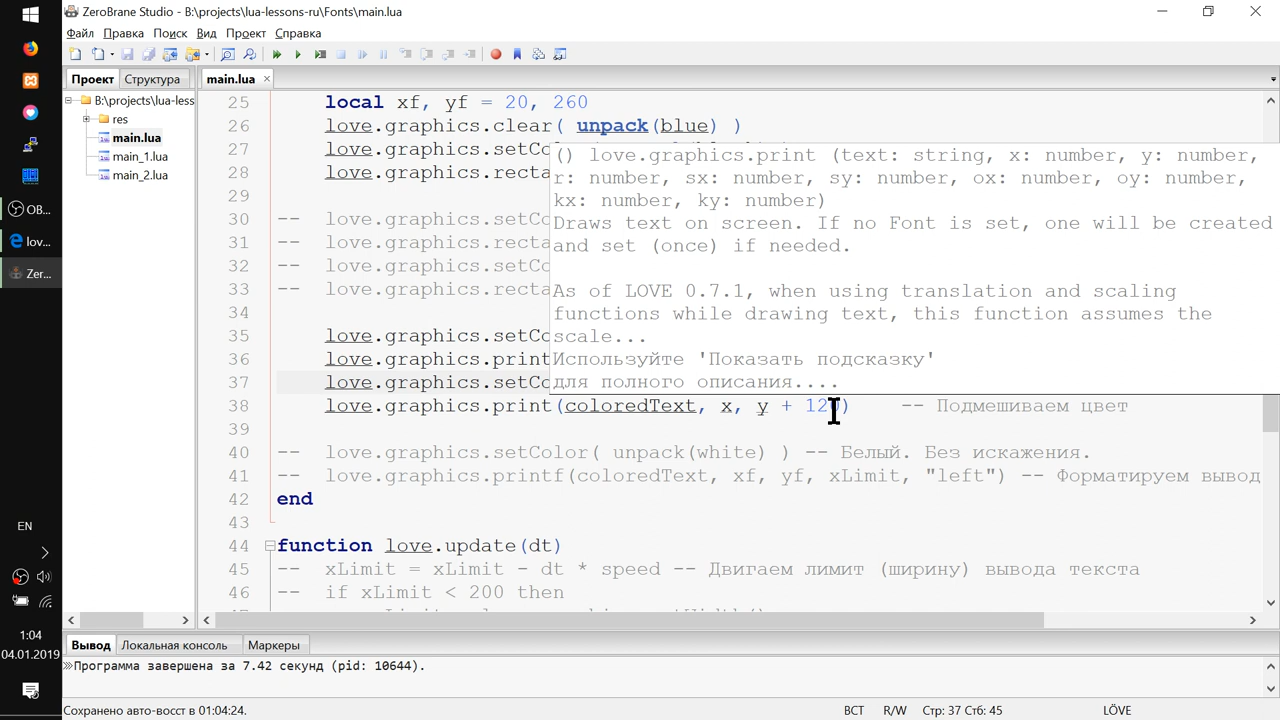 ZeroBrane Studio - B:\projects\lua-lessons-ru\Fonts\main.lua
Файл Правка Поиск Вид Проект Справка
Проект Структура
main.lua
B:\projects\lua-less
res
main.lua
main_1.lua
main_2.lua
25 local xf, yf = 20, 260
26 love.graphics.clear( unpack(blue) )
27 love.graphics.setCo
28 love.graphics.recta
29
30 -- love.graphics.setCo
31 -- love.graphics.recta
32 -- love.graphics.setCo
33 -- love.graphics.recta
34
35 love.graphics.setCo
36 love.graphics.print
37 love.graphics.setCo
38 love.graphics.print(coloredText, x, y + 120) -- Подмешиваем цвет
39
40 -- love.graphics.setColor( unpack(white) ) -- Белый. Без искажения.
41 -- love.graphics.printf(coloredText, xf, yf, xLimit, "left") -- Форматируем вывод
42 end
43
44 function love.update(dt)
45 -- xLimit = xLimit - dt * speed -- Двигаем лимит (ширину) вывода текста
46 -- if xLimit < 200 then
() love.graphics.print (text: string, x: number, y: number,
r: number, sx: number, sy: number, ox: number, oy: number,
kx: number, ky: number)
Draws text on screen. If no Font is set, one will be created
and set (once) if needed.
As of LOVE 0.7.1, when using translation and scaling
functions while drawing text, this function assumes the
scale...
Используйте 'Показать подсказку'
для полного описания....
OB...
lov...
Zer...
EN
1:04
04.01.2019
Вывод Локальная консоль Маркеры
Программа завершена за 7.42 секунд (pid: 10644).
Сохранено авто-восст в 01:04:24.
ВСТ R/W Стр: 37 Стб: 45 LÖVE